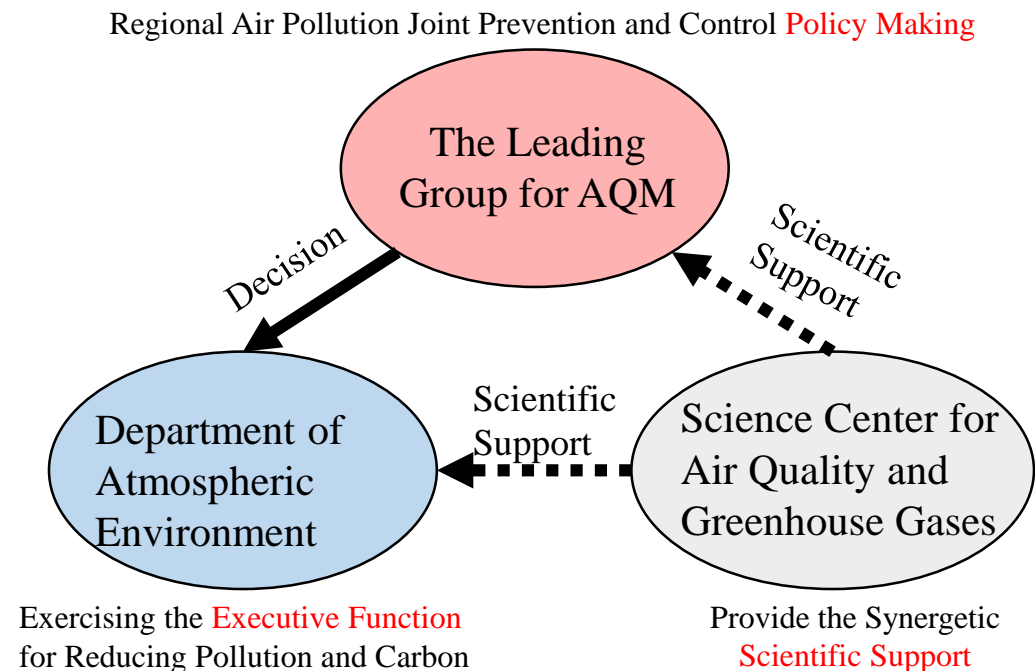 Regional Air Pollution Joint Prevention and Control Policy Making
The Leading
Group for AQM
Decision
Scientific
Support
Scientific
Support
Department of
Atmospheric
Environment
Science Center for
Air Quality and
Greenhouse Gases
Exercising the Executive Function
for Reducing Pollution and Carbon
Provide the Synergetic
Scientific Support